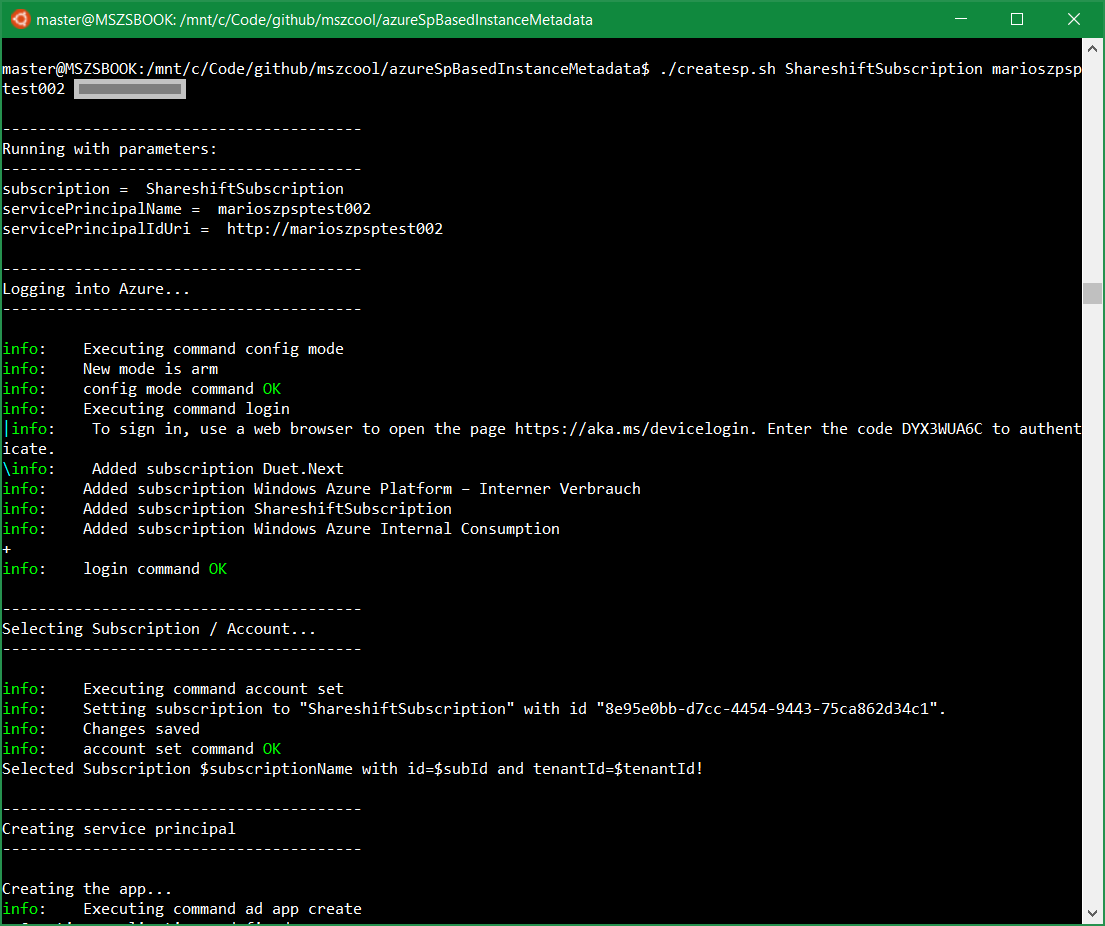 master@MSZSBOOK: /mnt/c/Code/github/mszcool/azureSpBasedInstanceMetadata
master@MSZSBOOK:/mnt/c/Code/github/mszcool/azureSpBasedInstanceMetadata$ ./createsp.sh ShareshiftSubscription marioszpsp
test002
----------------------------------------
Running with parameters:
----------------------------------------
subscription =  ShareshiftSubscription
servicePrincipalName =  marioszpsptest002
servicePrincipalIdUri =  http://marioszpsptest002
----------------------------------------
Logging into Azure...
----------------------------------------
info:    Executing command config mode
info:    New mode is arm
info:    config mode command OK
info:    Executing command login
|info:    To sign in, use a web browser to open the page https://aka.ms/devicelogin. Enter the code DYX3WUA6C to authent
icate.
\info:    Added subscription Duet.Next
info:    Added subscription Windows Azure Platform – Interner Verbrauch
info:    Added subscription ShareshiftSubscription
info:    Added subscription Windows Azure Internal Consumption
+
info:    login command OK
----------------------------------------
Selecting Subscription / Account...
----------------------------------------
info:    Executing command account set
info:    Setting subscription to "ShareshiftSubscription" with id "8e95e0bb-d7cc-4454-9443-75ca862d34c1".
info:    Changes saved
info:    account set command OK
Selected Subscription $subscriptionName with id=$subId and tenantId=$tenantId!
----------------------------------------
Creating service principal
----------------------------------------
Creating the app...
info:    Executing command ad app create